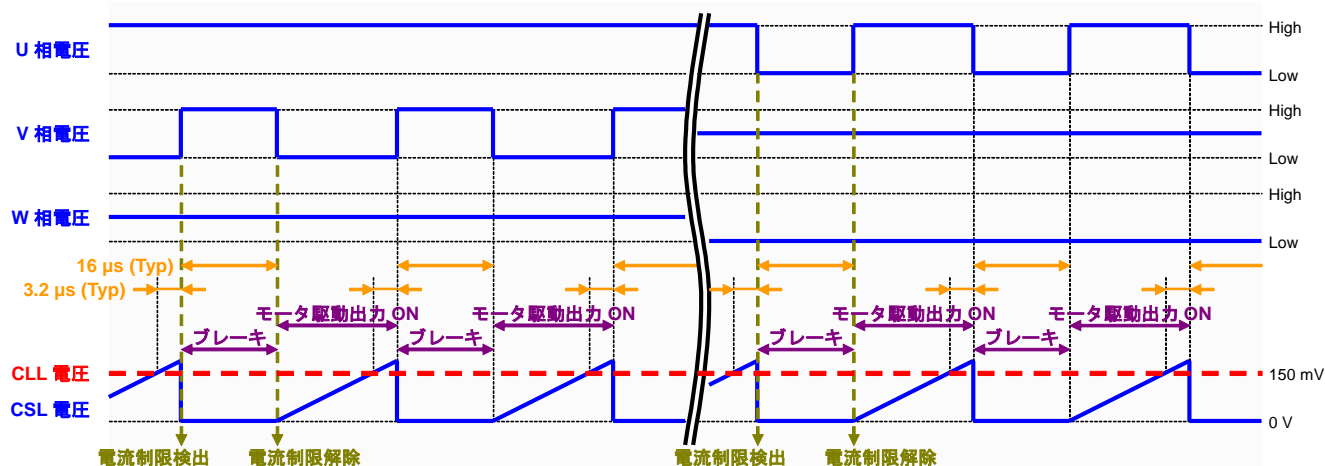 U 相電圧
High
Low
V 相電圧
High
Low
W 相電圧
High
Low
16 µs (Typ)
3.2 µs (Typ)
モータ駆動出力 ON
モータ駆動出力 ON
モータ駆動出力 ON
モータ駆動出力 ON
ブレーキ
ブレーキ
ブレーキ
ブレーキ
CLL 電圧
150 mV
CSL 電圧
0 V
電流制限検出
電流制限解除
電流制限検出
電流制限解除